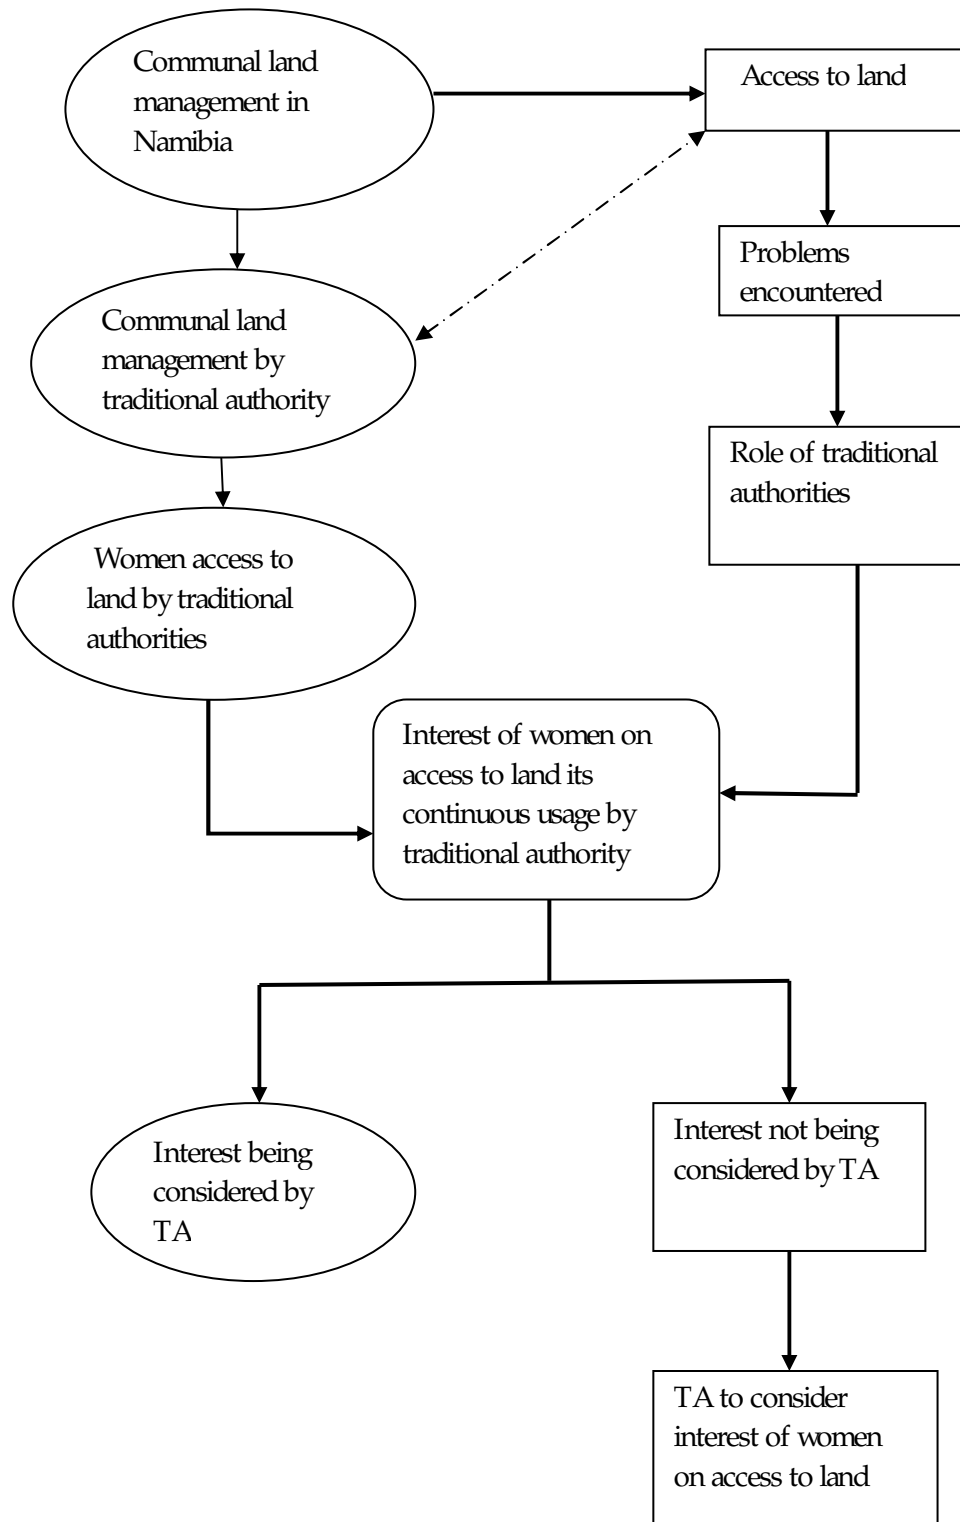 Communal land
management in
Namibia
Access to land
Problems
encountered
Communal land
management by
traditional authority
Role of traditional
authorities
Women access to
land by traditional
authorities
Interest of women on
access to land its
continuous usage by
traditional authority
Interest being
considered by
TA
Interest not being
considered by TA
TA to consider
interest of women
on access to land